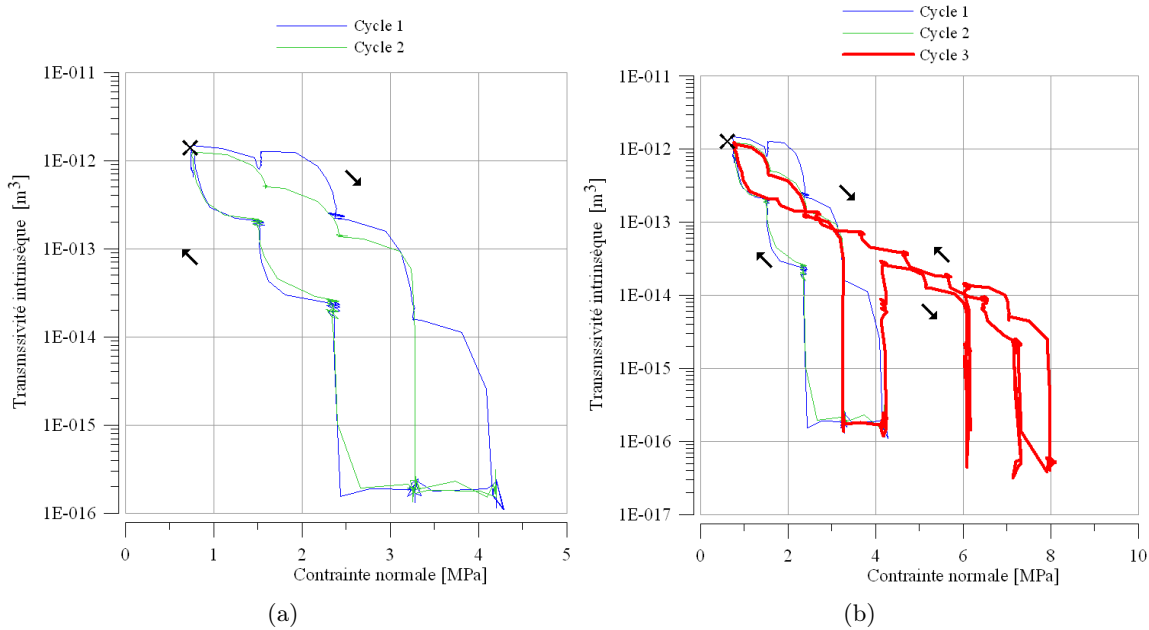 Cycle 1
Cycle 2
1E-011
1E-012
1E-013
1E-014
1E-015
1E-016
Transmssivité intrinsèque [m³]
0 1 2 3 4 5
Contrainte normale [MPa]
(a)
Cycle 1
Cycle 2
Cycle 3
1E-011
1E-012
1E-013
1E-014
1E-015
1E-016
1E-017
Transmssivité intrinsèque [m³]
0 2 4 6 8 10
Contrainte normale [MPa]
(b)